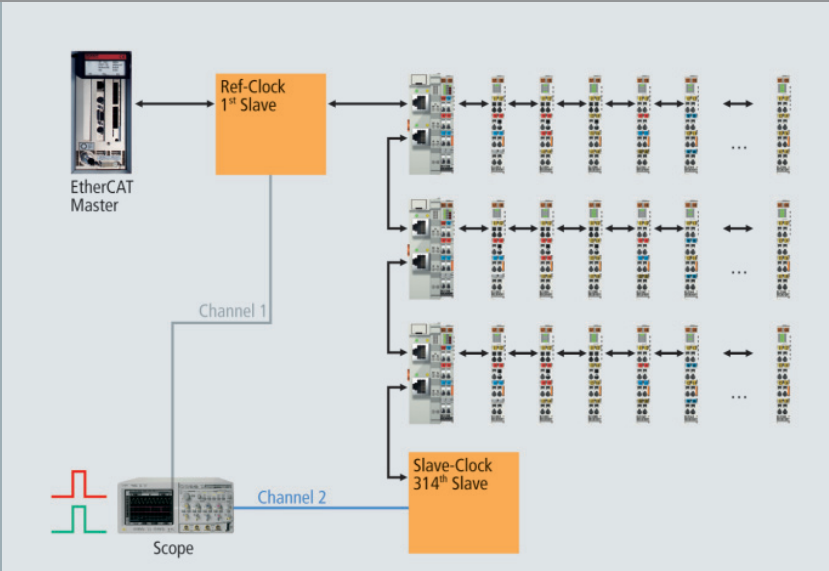 Ref-Clock
1st Slave
EtherCAT
Master
...
...
Channel 1
...
Slave-Clock
314th Slave
Channel 2
Scope